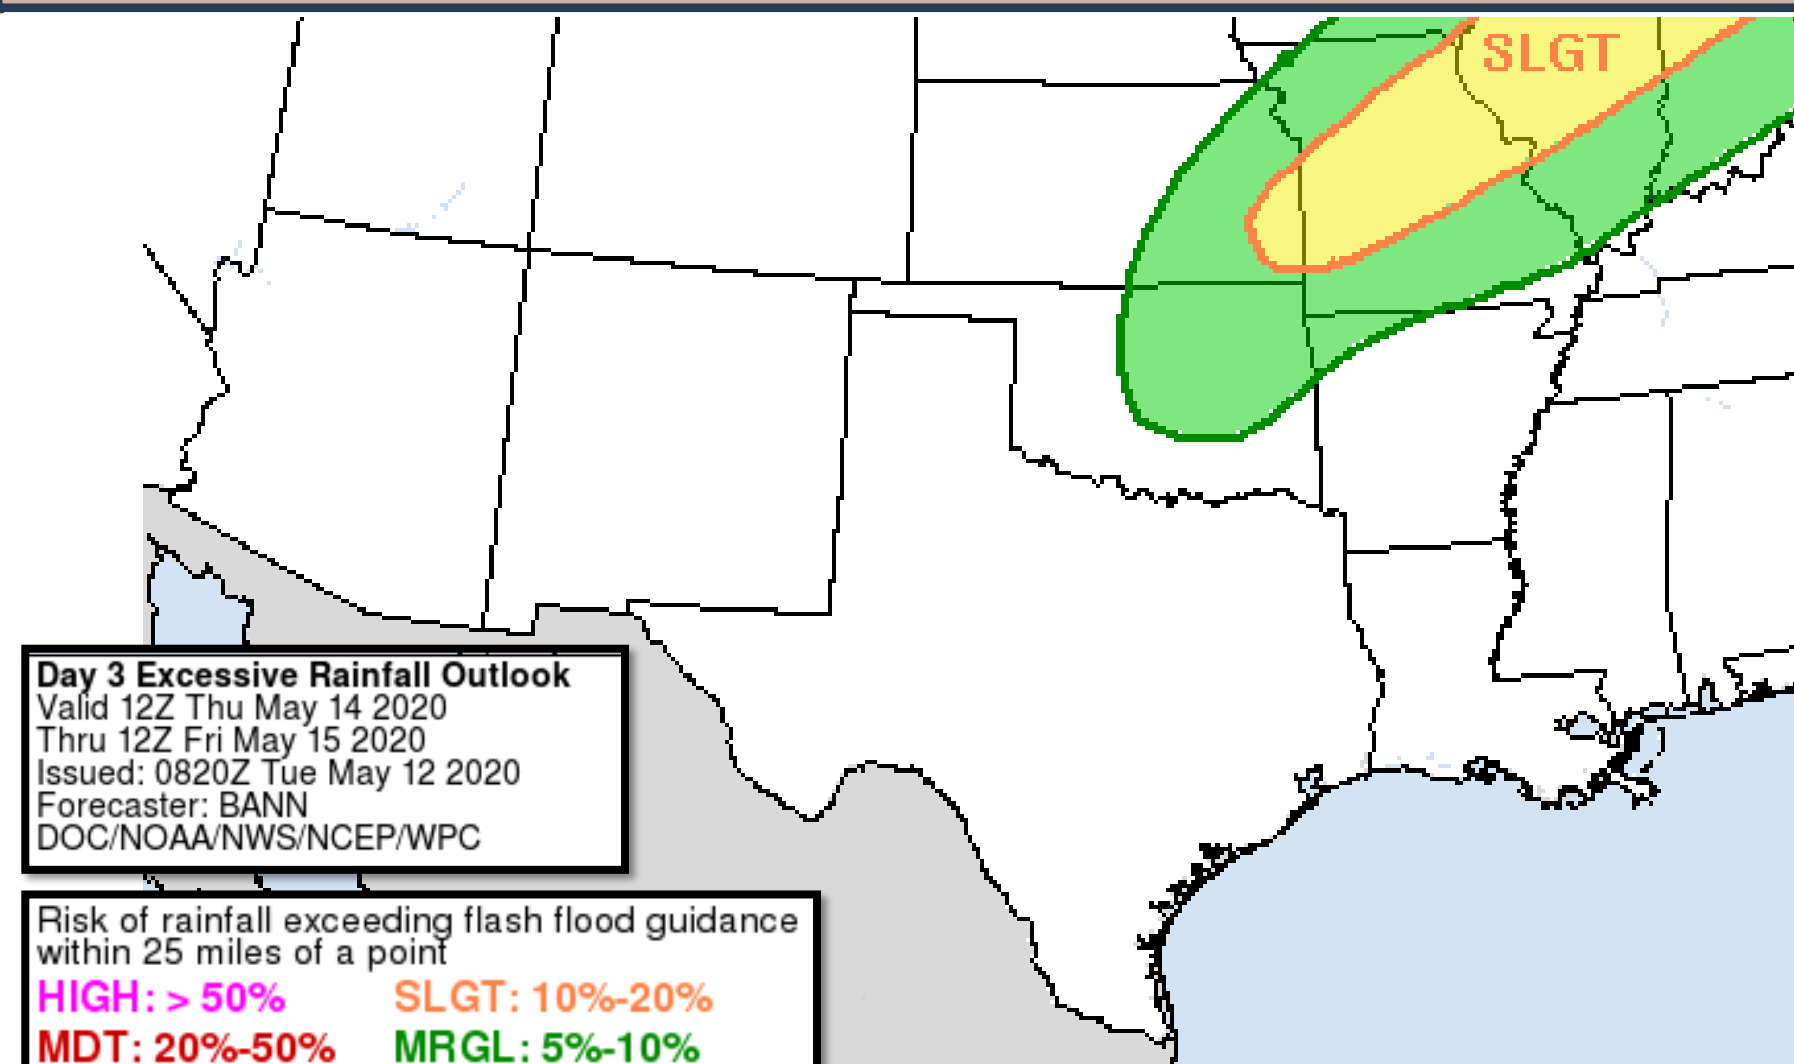 SLGT
Day 3 Excessive Rainfall Outlook
Valid 12Z Thu May 14 2020
Thru 12Z Fri May 15 2020
Issued: 0820Z Tue May 12 2020
Forecaster: BANN
DOC/NOAA/NWS/NCEP/WPC
Risk of rainfall exceeding flash flood guidance
within 25 miles of a point
HIGH: > 50% SLGT: 10%-20%
MDT: 20%-50% MRGL: 5%-10%